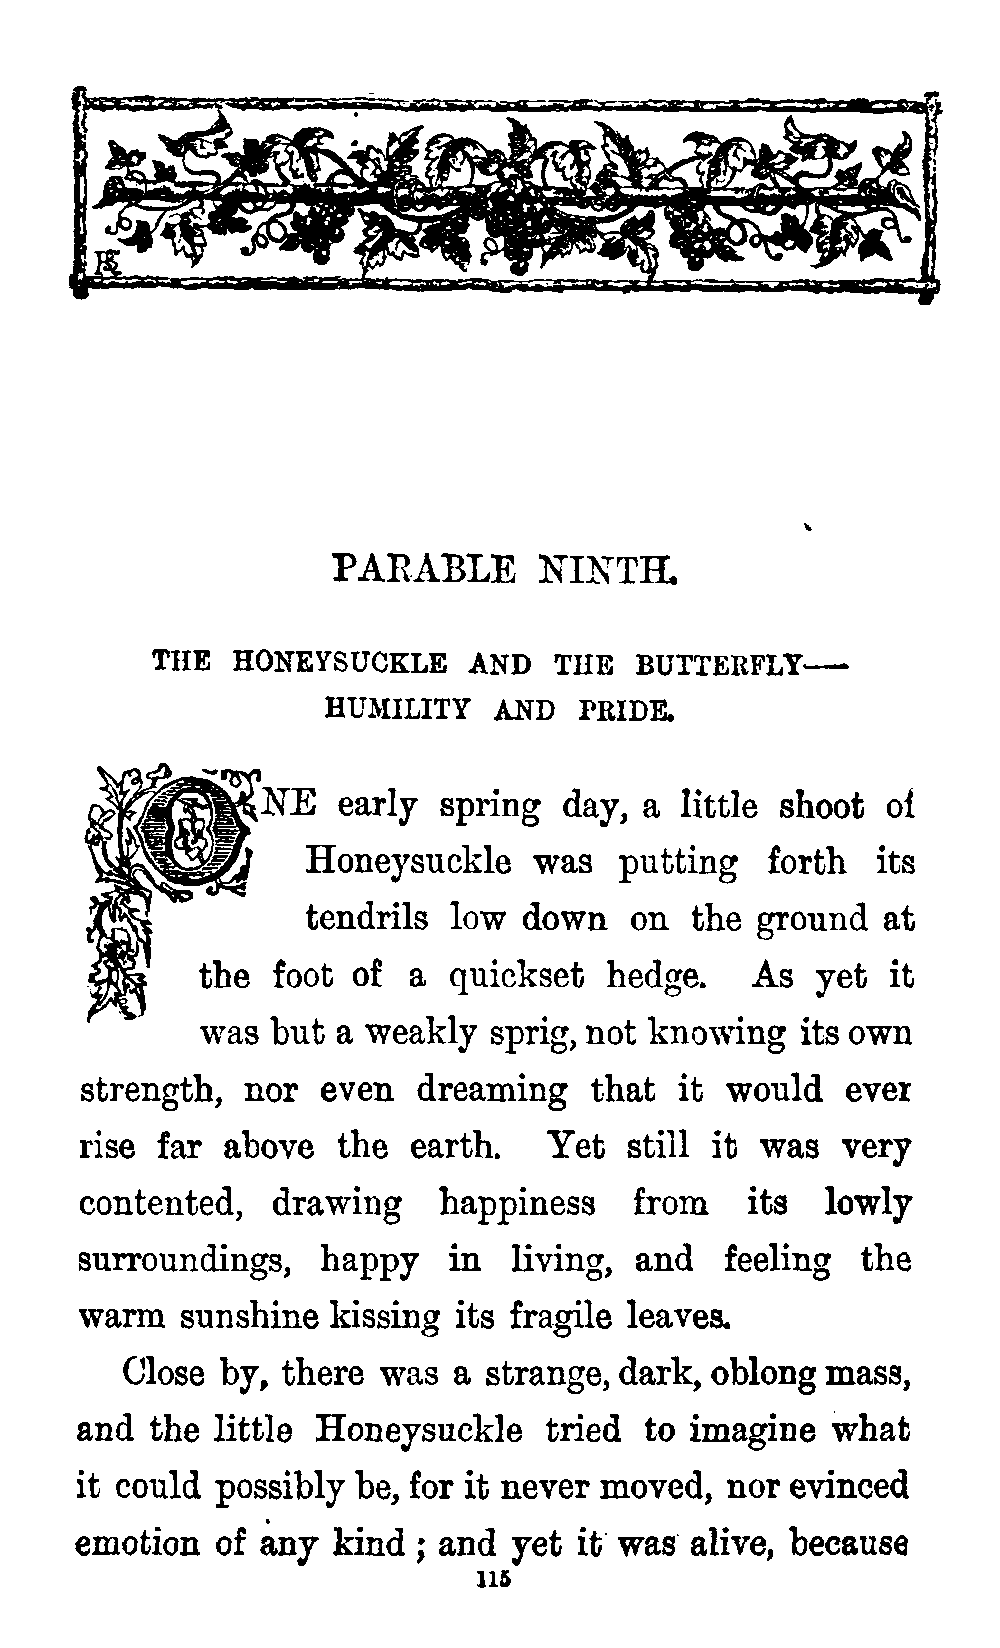 PARABLE NINTH.
THE HONEYSUCKLE AND THE BUTTERFLY—
HUMILITY AND PRIDE.
ONE early spring day, a little shoot of
Honeysuckle was putting forth its
tendrils low down on the ground at
the foot of a quickset hedge. As yet it
was but a weakly sprig, not knowing its own
strength, nor even dreaming that it would ever
rise far above the earth. Yet still it was very
contented, drawing happiness from its lowly
surroundings, happy in living, and feeling the
warm sunshine kissing its fragile leaves.
Close by, there was a strange, dark, oblong mass,
and the little Honeysuckle tried to imagine what
it could possibly be, for it never moved, nor evinced
emotion of any kind; and yet it was alive, because
115